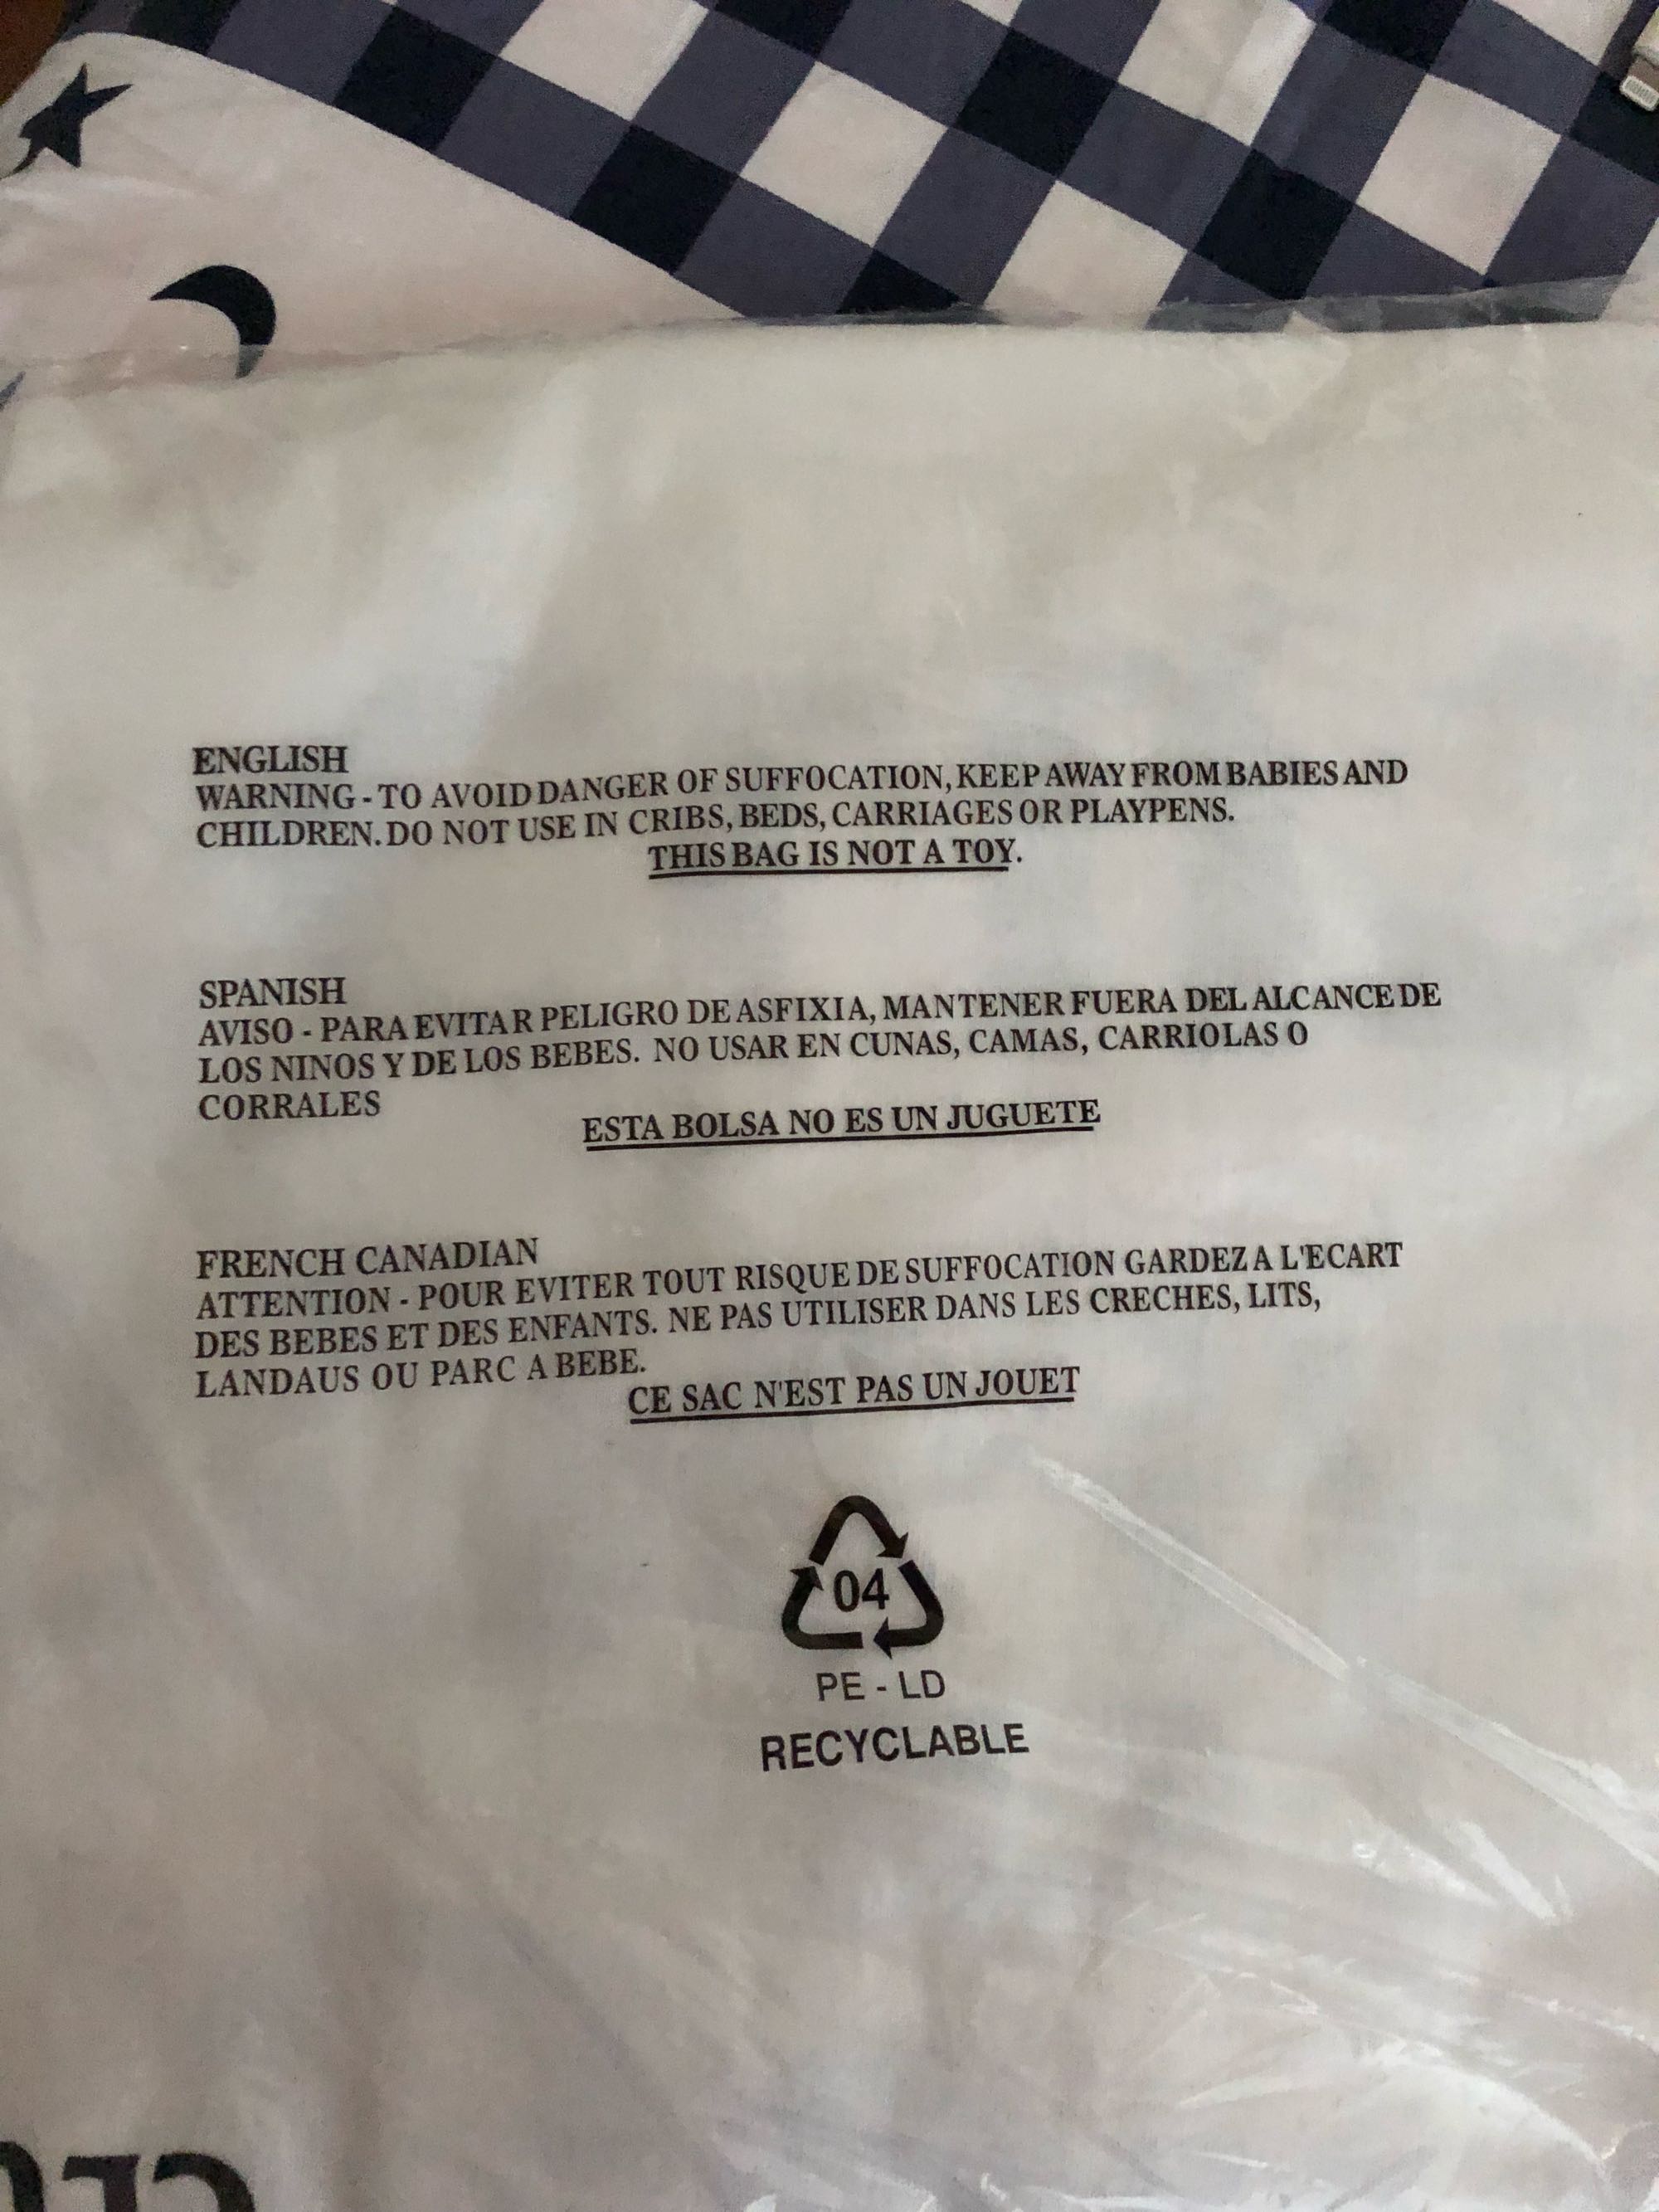 ENGLISH
WARNING - TO AVOID DANGER OF SUFFOCATION, KEEP AWAY FROM BABIES AND
CHILDREN. DO NOT USE IN CRIBS, BEDS, CARRIAGES OR PLAYPENS.
THIS BAG IS NOT A TOY.
SPANISH
AVISO - PARA EVITAR PELIGRO DE ASFIXIA, MANTENER FUERA DEL ALCANCE DE
LOS NINOS Y DE LOS BEBES. NO USAR EN CUNAS, CAMAS, CARRIOLAS O
CORRALES
ESTA BOLSA NO ES UN JUGUETE
FRENCH CANADIAN
ATTENTION - POUR EVITER TOUT RISQUE DE SUFFOCATION GARDEZ A L'ECART
DES BEBES ET DES ENFANTS. NE PAS UTILISER DANS LES CRECHES, LITS,
LANDAUS OU PARC A BEBE.
CE SAC N'EST PAS UN JOUET
04
PE - LD
RECYCLABLE